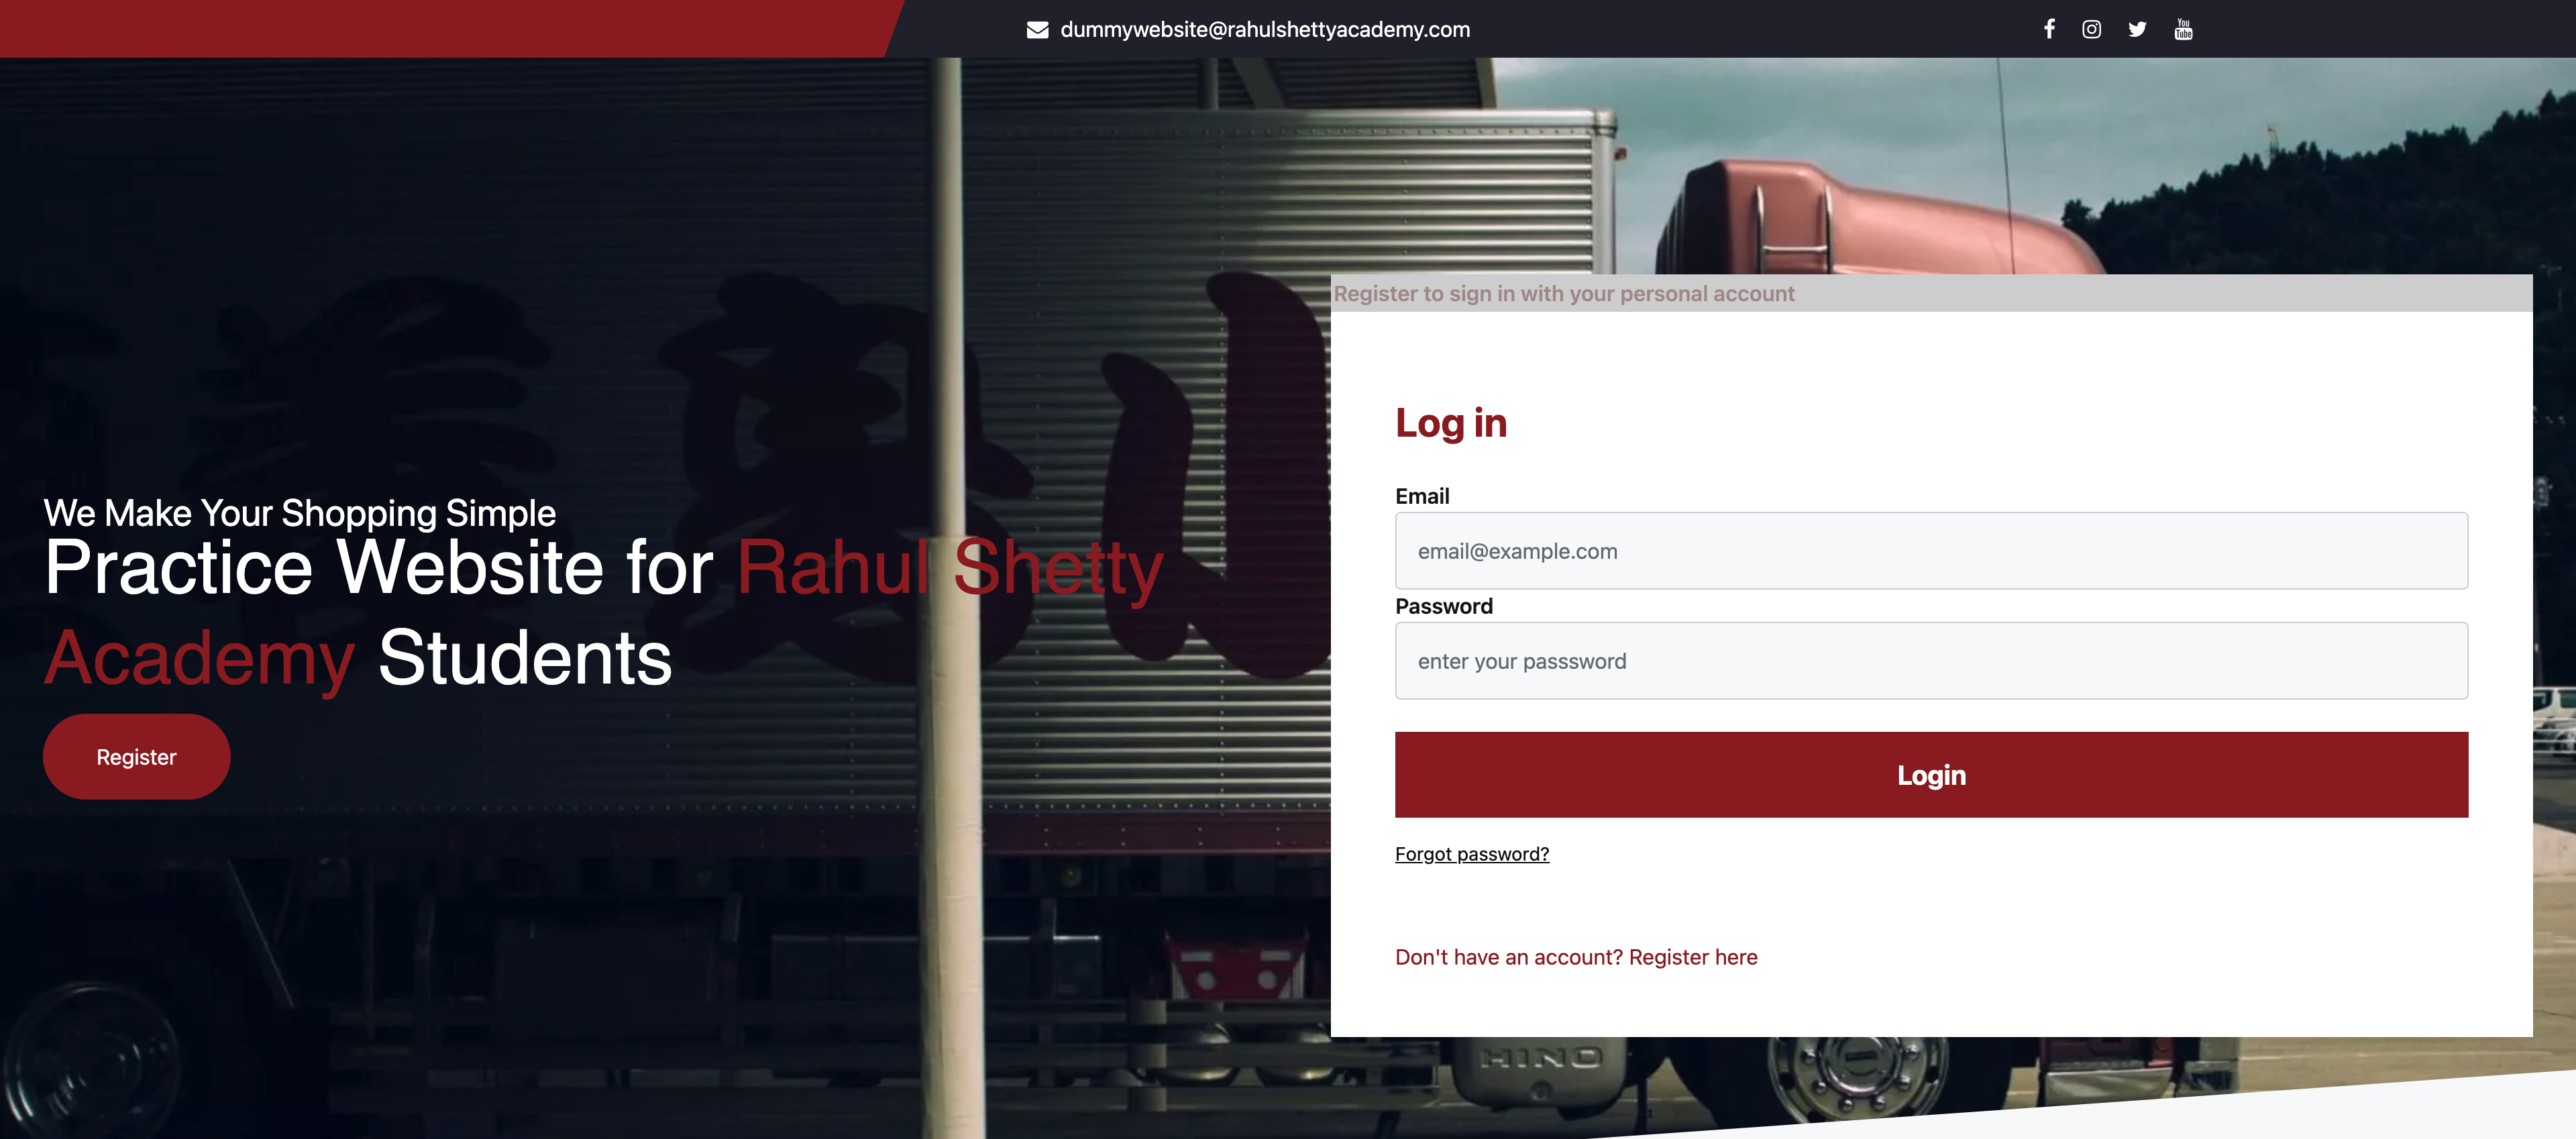 dummywebsite@rahulshettyacademy.com
You
Tube
Register to sign in with your personal account
Log in
Email
email@example.com
Password
enter your passsword
Login
Forgot password?
Don't have an account? Register here
We Make Your Shopping Simple
Practice Website for Rahul Shetty
Academy Students
Register
HINO